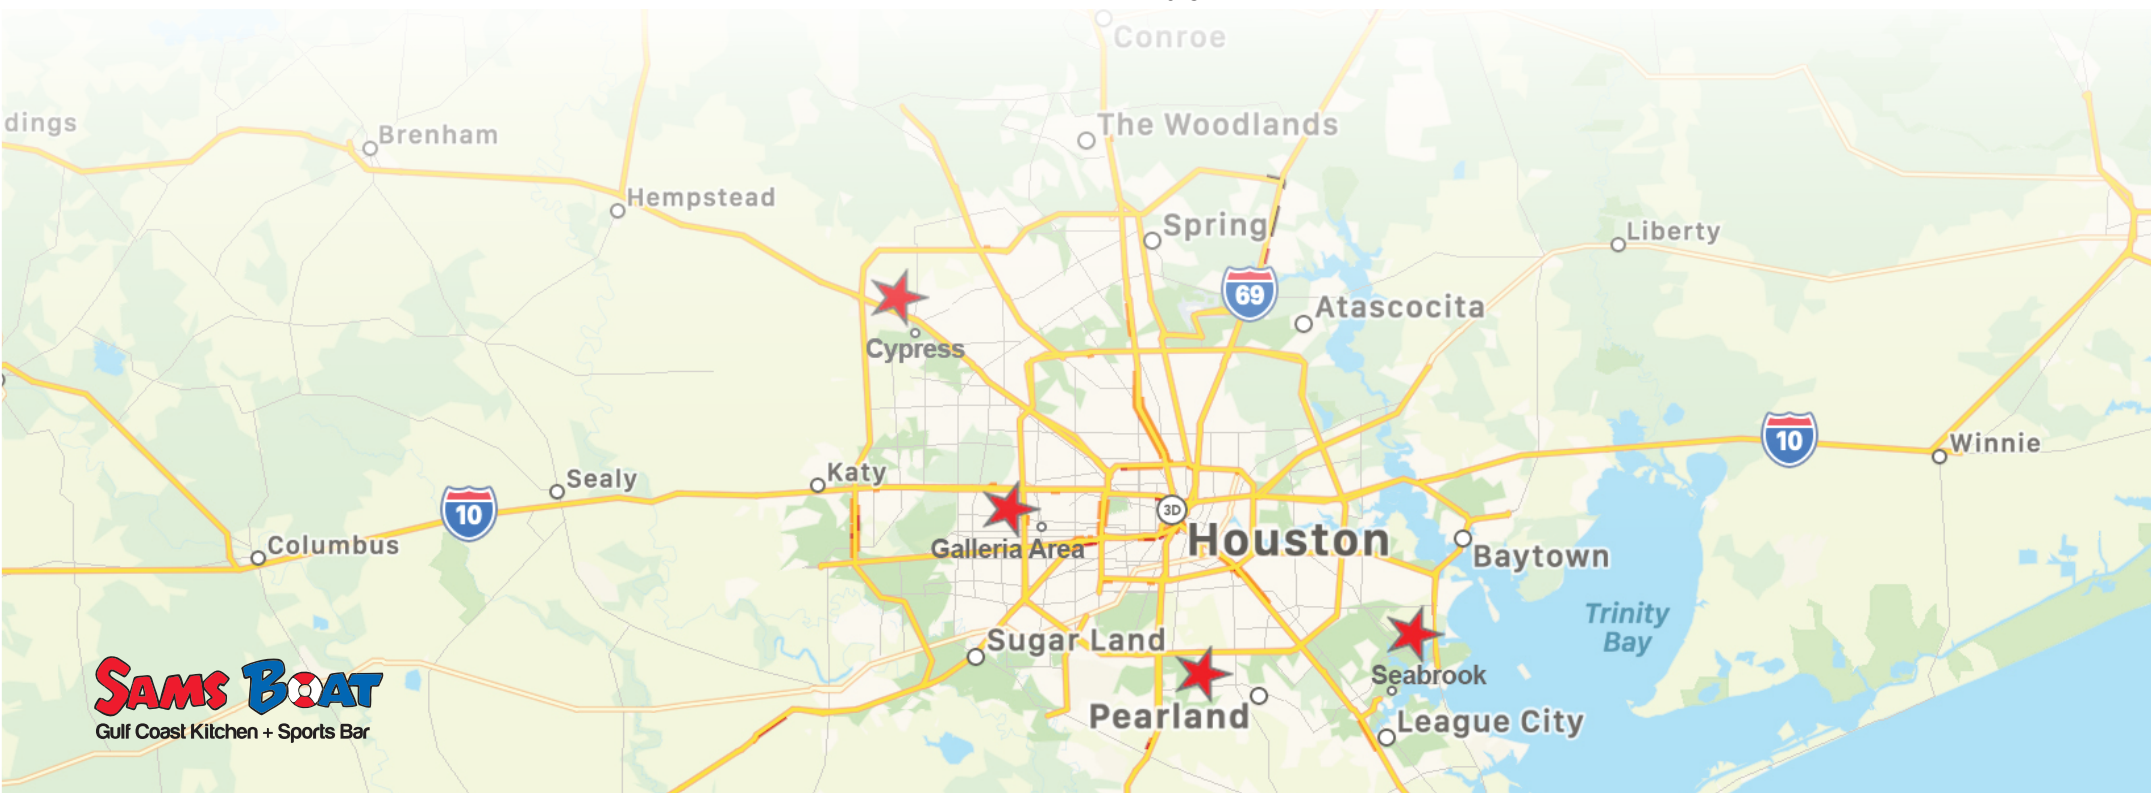 Conroe
The Woodlands
dings
Brenham
Hempstead
Spring
Liberty
69
Atascocita
Cypress
10
Winnie
Katy
Sealy
10
3D
Houston
Columbus
Galleria Area
Baytown
Trinity
Bay
Sugar Land
Seabrook
SAMS BOAT
Gulf Coast Kitchen + Sports Bar
Pearland
League City